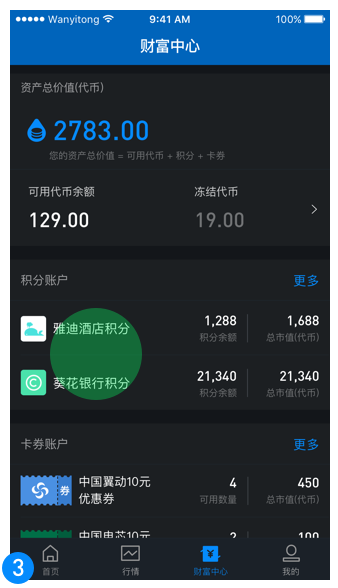 Wanyitong 9:41 AM 100%
财富中心
资产总价值(代币)
2783.00
您的资产总价值 = 可用代币 + 积分 + 卡券
可用代币余额 冻结代币
129.00 19.00
积分账户 更多
雅迪酒店积分 1,288 1,688
积分余额 总市值(代币)
葵花银行积分 21,340 21,340
积分余额 总市值(代币)
卡券账户 更多
券 中国翼动10元 4 450
优惠券 可用数量 总市值(代币)
中国电芯10元 2 100
首页 行情 财富中心 我的
3